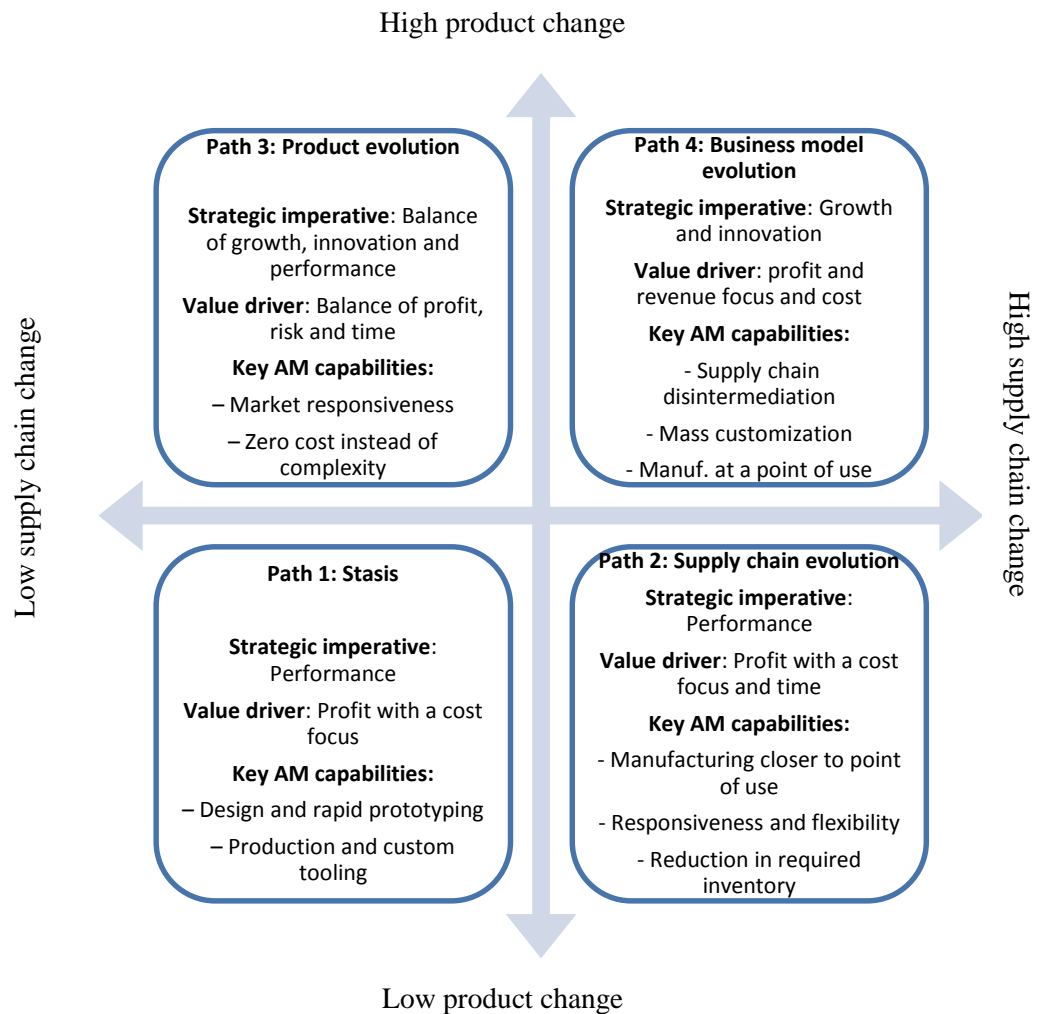 High product change
Low supply chain change
Path 3: Product evolution
Strategic imperative: Balance
of growth, innovation and
performance
Value driver: Balance of profit,
risk and time
Key AM capabilities:
– Market responsiveness
– Zero cost instead of
complexity
Path 4: Business model
evolution
Strategic imperative: Growth
and innovation
Value driver: profit and
revenue focus and cost
Key AM capabilities:
- Supply chain
disintermediation
- Mass customization
- Manuf. at a point of use
High supply chain change
Path 1: Stasis
Strategic imperative:
Performance
Value driver: Profit with a cost
focus
Key AM capabilities:
– Design and rapid prototyping
– Production and custom
tooling
Path 2: Supply chain evolution
Strategic imperative:
Performance
Value driver: Profit with a cost
focus and time
Key AM capabilities:
- Manufacturing closer to point
of use
- Responsiveness and flexibility
- Reduction in required
inventory
Low product change